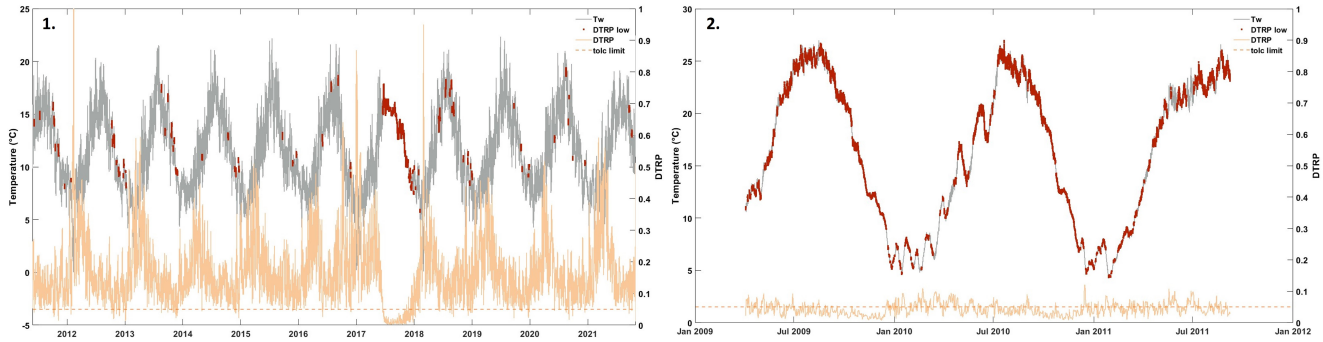 1.
Tw
DTRP low
DTRP
tolc limit
Temperature (°C)
25
20
15
10
5
0
-5
1
0.9
0.8
0.7
0.6
0.5
0.4
0.3
0.2
0.1
0
DTRP
2012 2013 2014 2015 2016 2017 2018 2019 2020 2021
2.
Tw
DTRP low
DTRP
tolc limit
Temperature (°C)
30
25
20
15
10
5
0
1
0.9
0.8
0.7
0.6
0.5
0.4
0.3
0.2
0.1
0
DTRP
Jan 2009 Jul 2009 Jan 2010 Jul 2010 Jan 2011 Jul 2011 Jan 2012